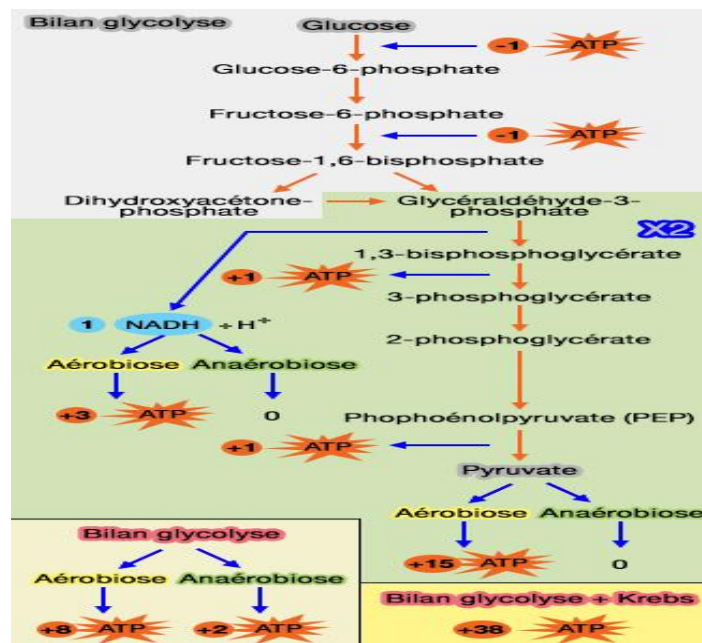 Bilan glycolyse
Glucose
-1 ATP
Glucose-6-phosphate
Fructose-6-phosphate
-1 ATP
Fructose-1,6-bisphosphate
Dihydroxyacétone-
phosphate
Glycéraldéhyde-3-
phosphate
X2
1,3-bisphosphoglycérate
+1 ATP
3-phosphoglycérate
1 NADH + H+
2-phosphoglycérate
Aérobiose Anaérobiose
+3 ATP 0
Phophoénolpyruvate (PEP)
+1 ATP
Pyruvate
Aérobiose Anaérobiose
+15 ATP 0
Bilan glycolyse
Aérobiose Anaérobiose
+8 ATP +2 ATP
Bilan glycolyse + Krebs
+38 ATP